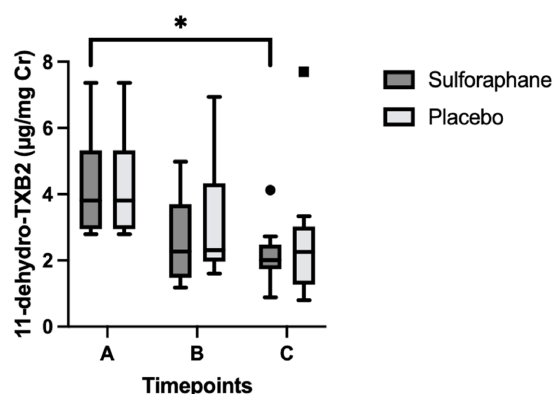 *
11-dehydro-TXB2 (µg/mg Cr)
8
6
4
2
0
A B C
Timepoints
Sulforaphane
Placebo